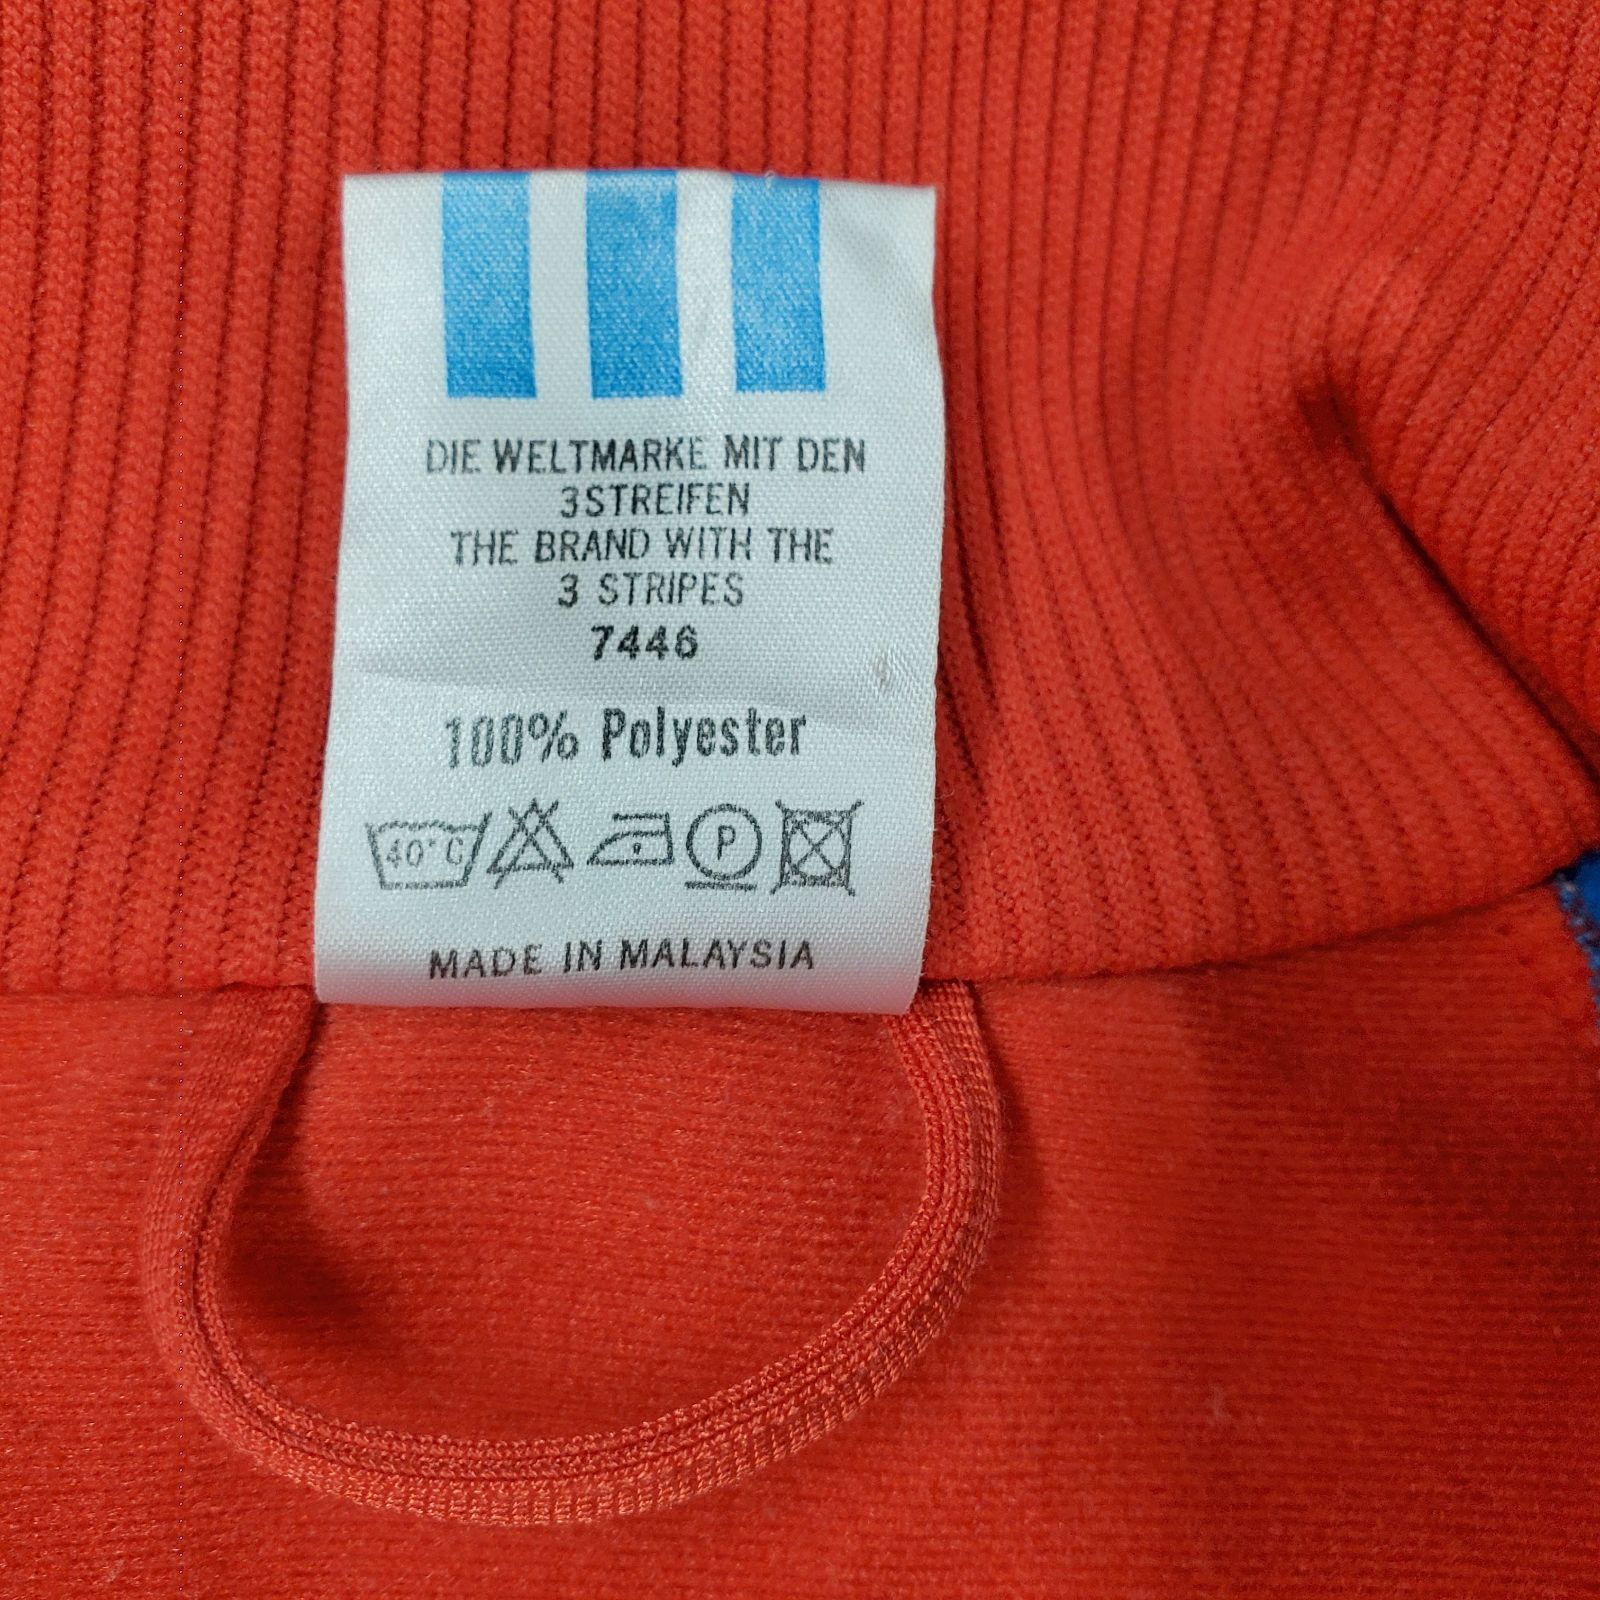 DIE WELTMARKE MIT DEN
3STREIFEN
THE BRAND WITH THE
3 STRIPES
7446
100% Polyester
40°C P
MADE IN MALAYSIA